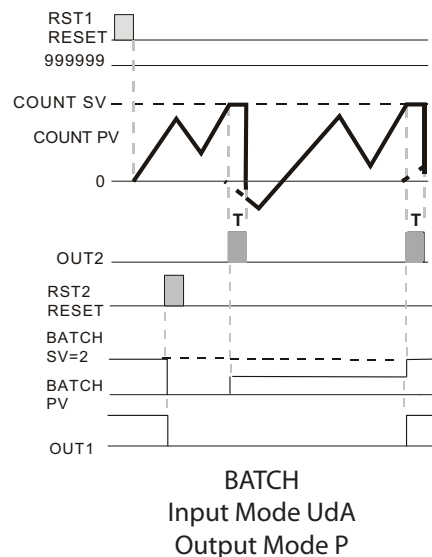 RST1
RESET
999999
COUNT SV
COUNT PV
0
T
T
OUT2
RST2
RESET
BATCH
SV=2
BATCH
PV
OUT1
BATCH
Input Mode UdA
Output Mode P